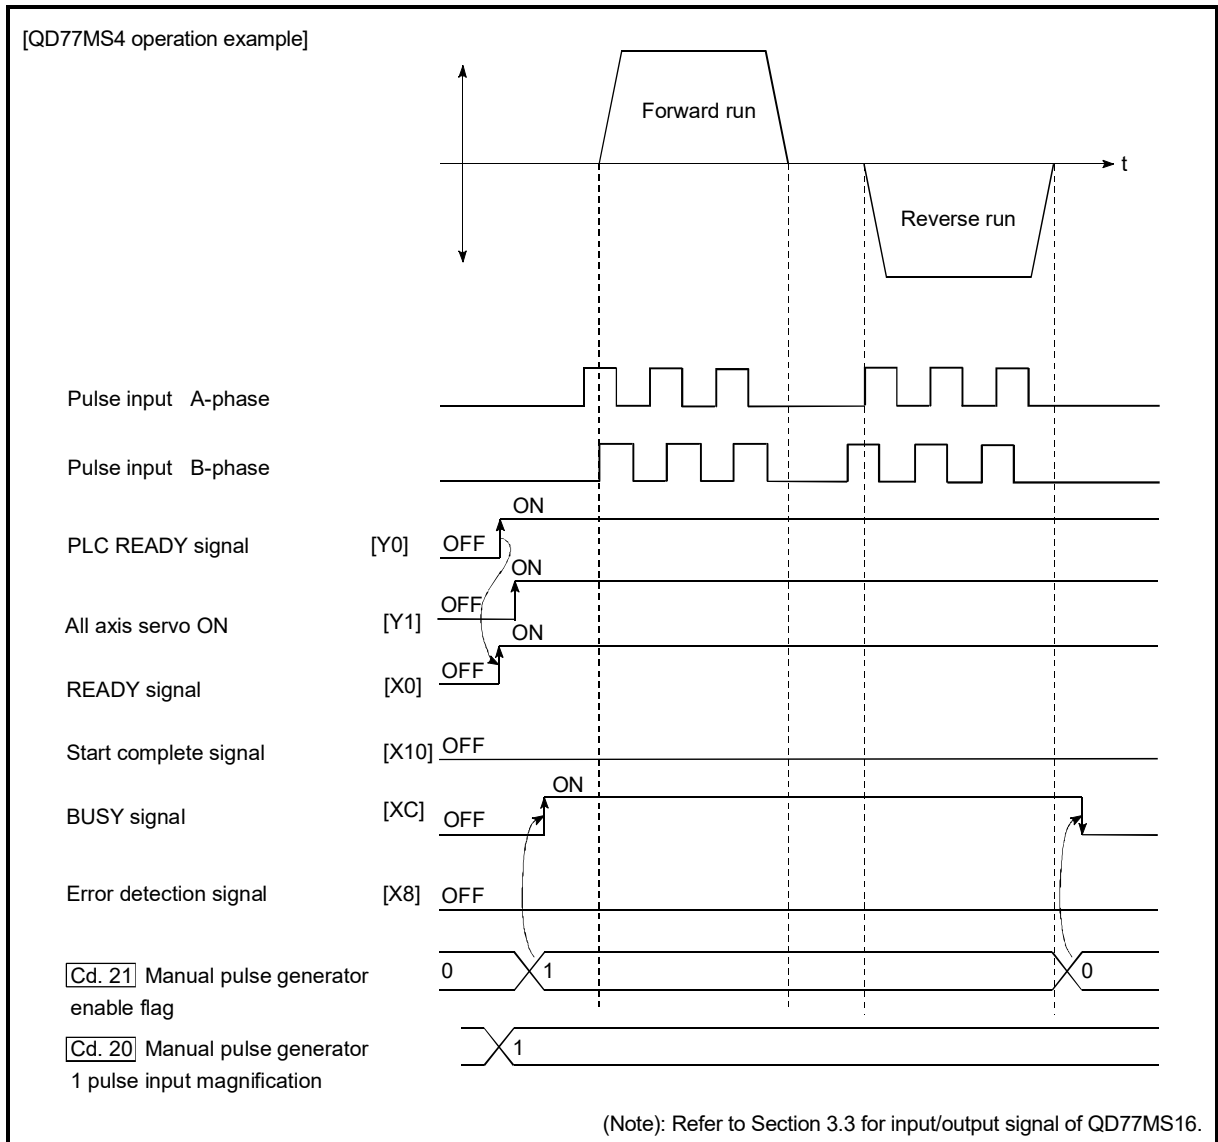 [QD77MS4 operation example]
Forward run
t
Reverse run
Pulse input A-phase
Pulse input B-phase
ON
PLC READY signal [Y0] OFF
ON
OFF
All axis servo ON [Y1]
ON
OFF
READY signal [X0]
Start complete signal [X10] OFF
ON
BUSY signal [XC] OFF
Error detection signal [X8] OFF
Cd. 21 Manual pulse generator 0 1 0
enable flag
Cd. 20 Manual pulse generator 1
1 pulse input magnification
(Note): Refer to Section 3.3 for input/output signal of QD77MS16.